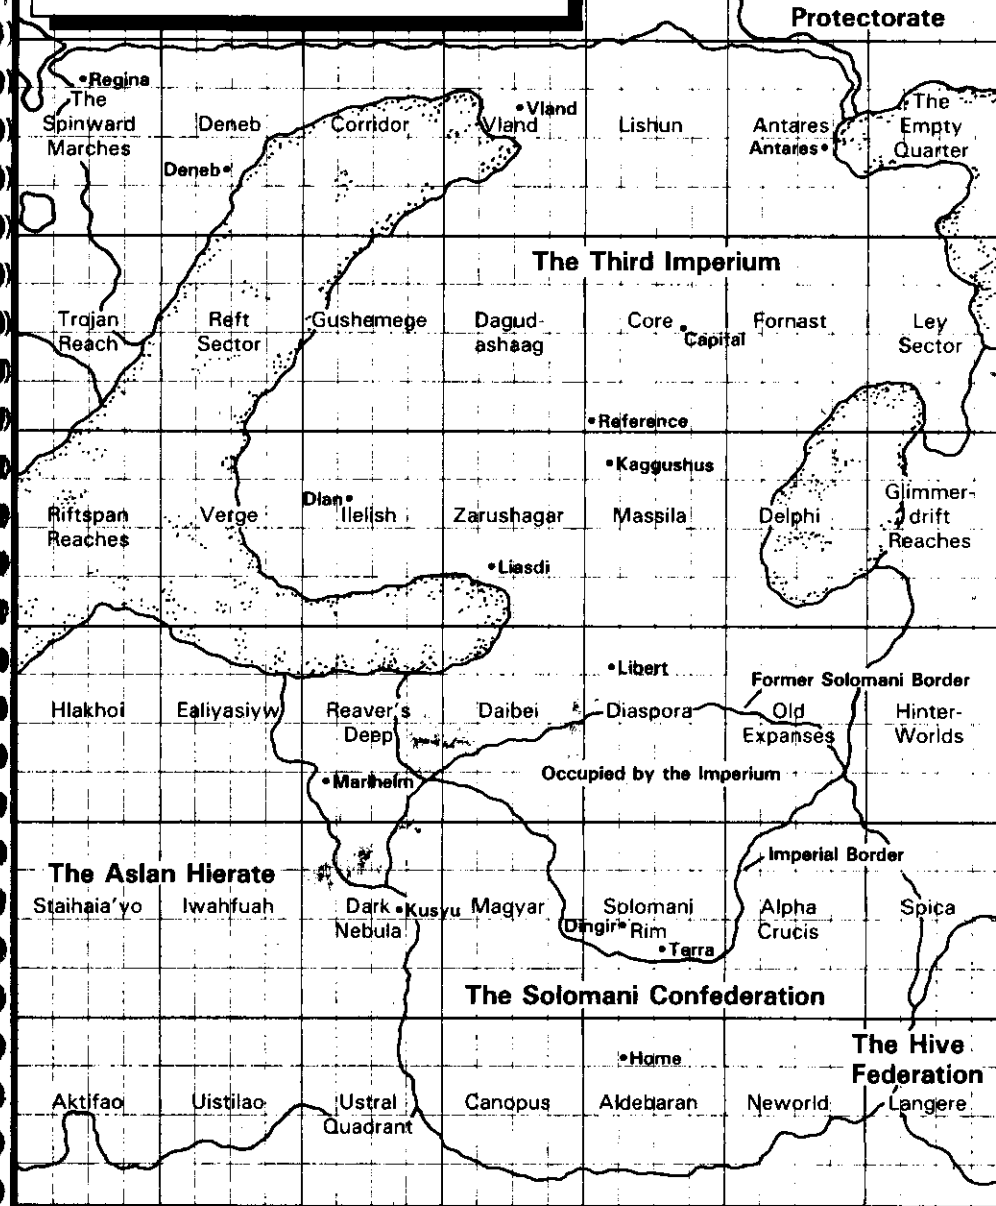 Protectorate
Regina
The
Spinward
Marches
Deneb
Deneb
Corridor
Vland
Vland
Lishun
Antares
Antares
The
Empty
Quarter
The Third Imperium
Trojan
Reach
Reft
Sector
Gushemege
Dagud-
ashaag
Core
Capital
Fornast
Ley
Sector
Reference
Kaggushus
Dlan
Riftspan
Reaches
Verge
Ilelish
Zarushagar
Massila
Delphi
Glimmer-
drift
Reaches
Liasdi
Libert
Former Solomani Border
Hlakhoi
Ealiyasiyw
Reaver's
Deep
Daibei
Diaspora
Old
Expanses
Hinter-
Worlds
Occupied by the Imperium
Marlheim
Imperial Border
The Aslan Hierate
Staihaia'yo
Iwahfuah
Dark
Nebula
Kusyu
Magyar
Solomani
Rim
Dingir
Terra
Alpha
Crucis
Spica
The Solomani Confederation
Home
The Hive
Federation
Aktifao
Uistilao
Ustral
Quadrant
Canopus
Aldebaran
Neworld
Langere